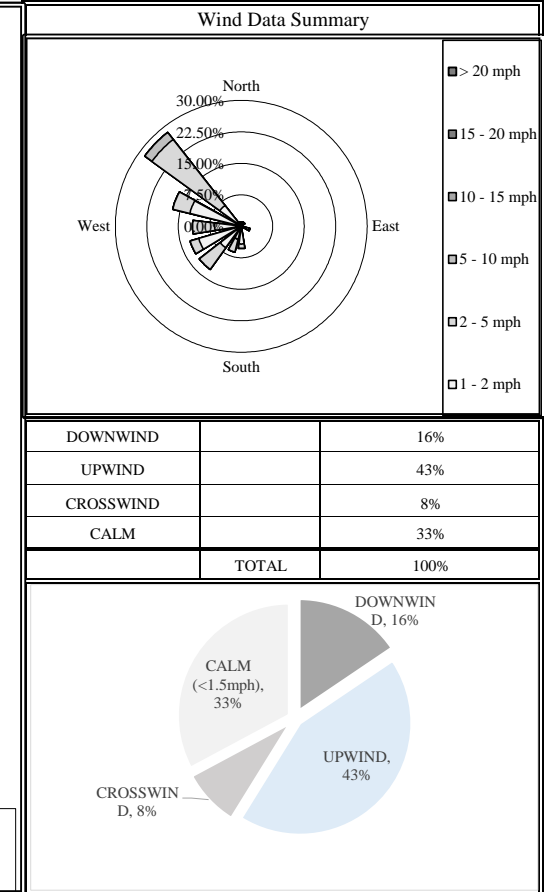 Wind Data Summary
North
30.00%
22.50%
15.00%
7.50%
0.00%
West
East
South
> 20 mph
15 - 20 mph
10 - 15 mph
5 - 10 mph
2 - 5 mph
1 - 2 mph
DOWNWIND 16%
UPWIND 43%
CROSSWIND 8%
CALM 33%
TOTAL 100%
DOWNWIN
D, 16%
CALM
(<1.5mph),
33%
UPWIND,
43%
CROSSWIN
D, 8%